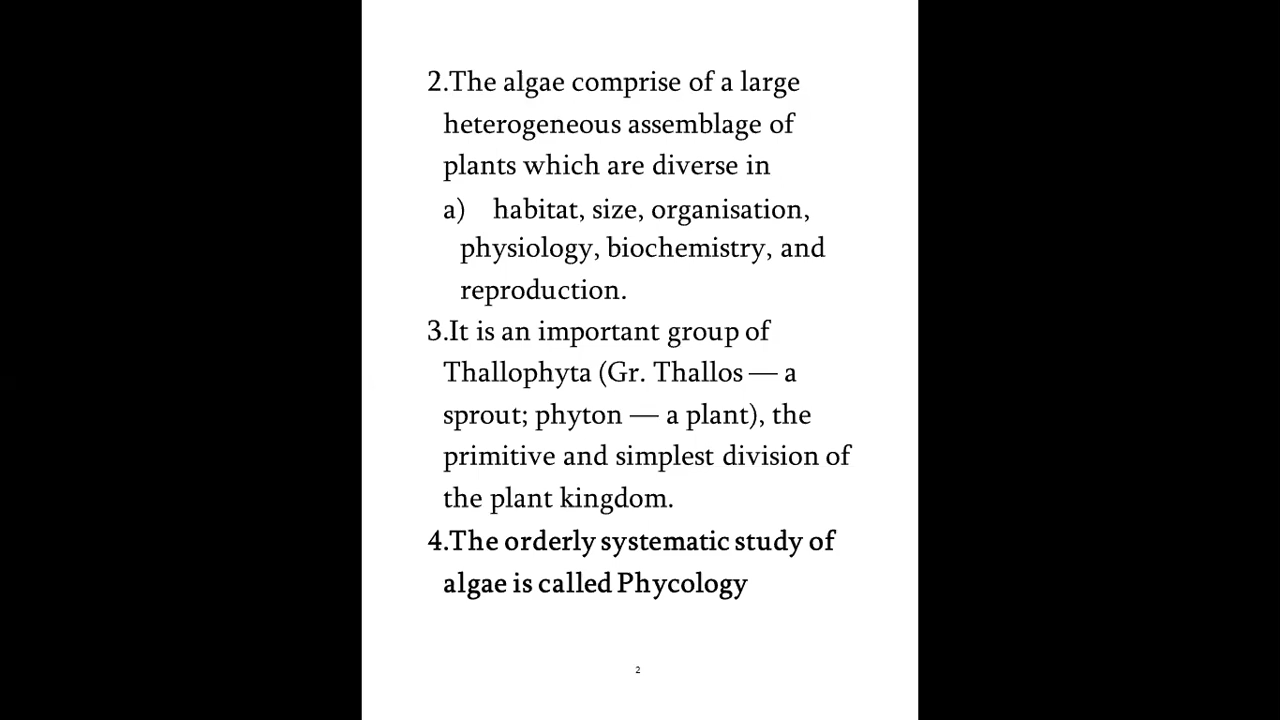 2.The algae comprise of a large
heterogeneous assemblage of
plants which are diverse in
a) habitat, size, organisation,
physiology, biochemistry, and
reproduction.
3.It is an important group of
Thallophyta (Gr. Thallos — a
sprout; phyton — a plant), the
primitive and simplest division of
the plant kingdom.
4.The orderly systematic study of
algae is called Phycology
2